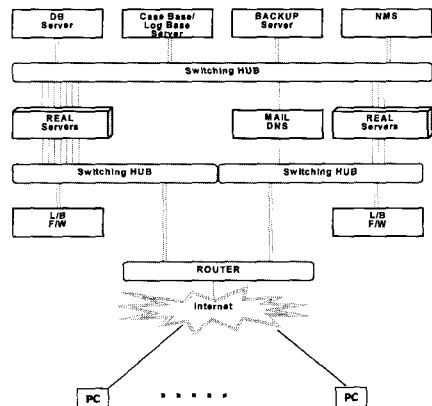 DB
Server
Case Base/
Log Base
Server
BACKUP
Server
NMS
Switching HUB
REAL
Servers
MAIL
DNS
REAL
Servers
Switching HUB
Switching HUB
L/B
F/W
L/B
F/W
ROUTER
Internet
PC
PC